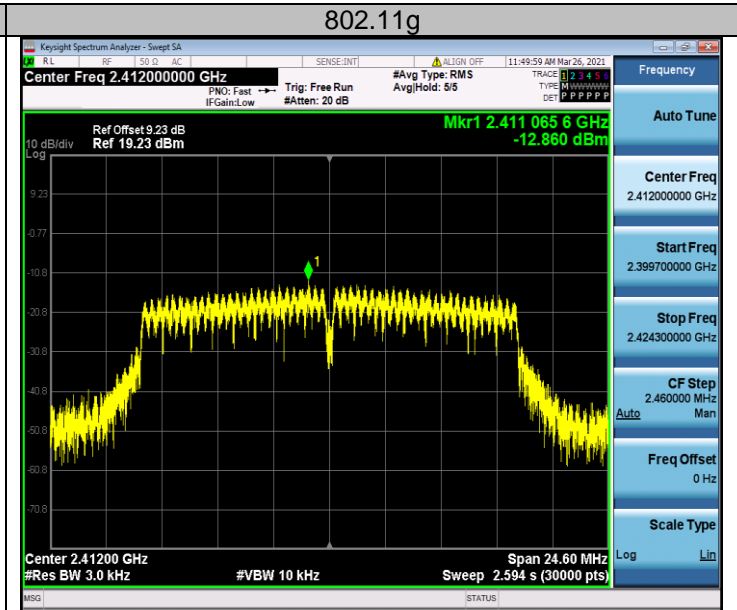 802.11g
Keysight Spectrum Analyzer - Swept SA
LXI RL RF 50 Ω AC SENSE:INT ALIGN OFF 11:49:59 AM Mar 26, 2021
Center Freq 2.412000000 GHz
#Avg Type: RMS
TRACE 1 2 3 4 5 6
PNO: Fast
Trig: Free Run
Avg|Hold: 5/5
TYPE M WWWWW
IFGain:Low
#Atten: 20 dB
DET P P P P P P
Ref Offset 9.23 dB
Mkr1 2.411 065 6 GHz
10 dB/div
Ref 19.23 dBm
-12.860 dBm
Log
9.23
-0.77
-10.8
1
-20.8
-30.8
-40.8
-50.8
-60.8
-70.8
Center 2.41200 GHz
Span 24.60 MHz
#Res BW 3.0 kHz
#VBW 10 kHz
Sweep 2.594 s (30000 pts)
MSG
STATUS
Frequency
Auto Tune
Center Freq
2.412000000 GHz
Start Freq
2.399700000 GHz
Stop Freq
2.424300000 GHz
CF Step
2.460000 MHz
Auto Man
Freq Offset
0 Hz
Scale Type
Log Lin